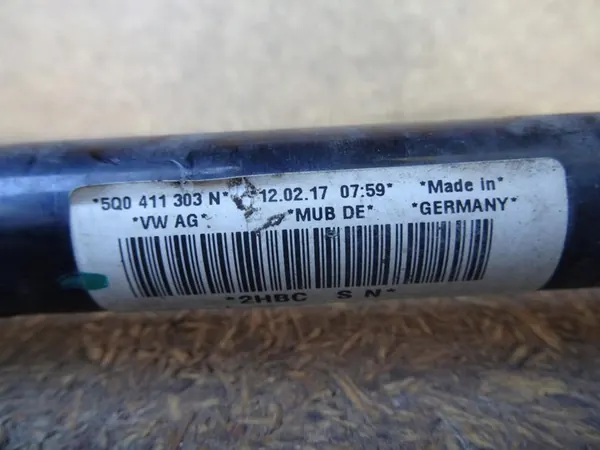 *5Q0 411 303 N* 12.02.17 07:59* *Made in*
*VW AG* *MUB DE* *GERMANY*
*2HBC S N*